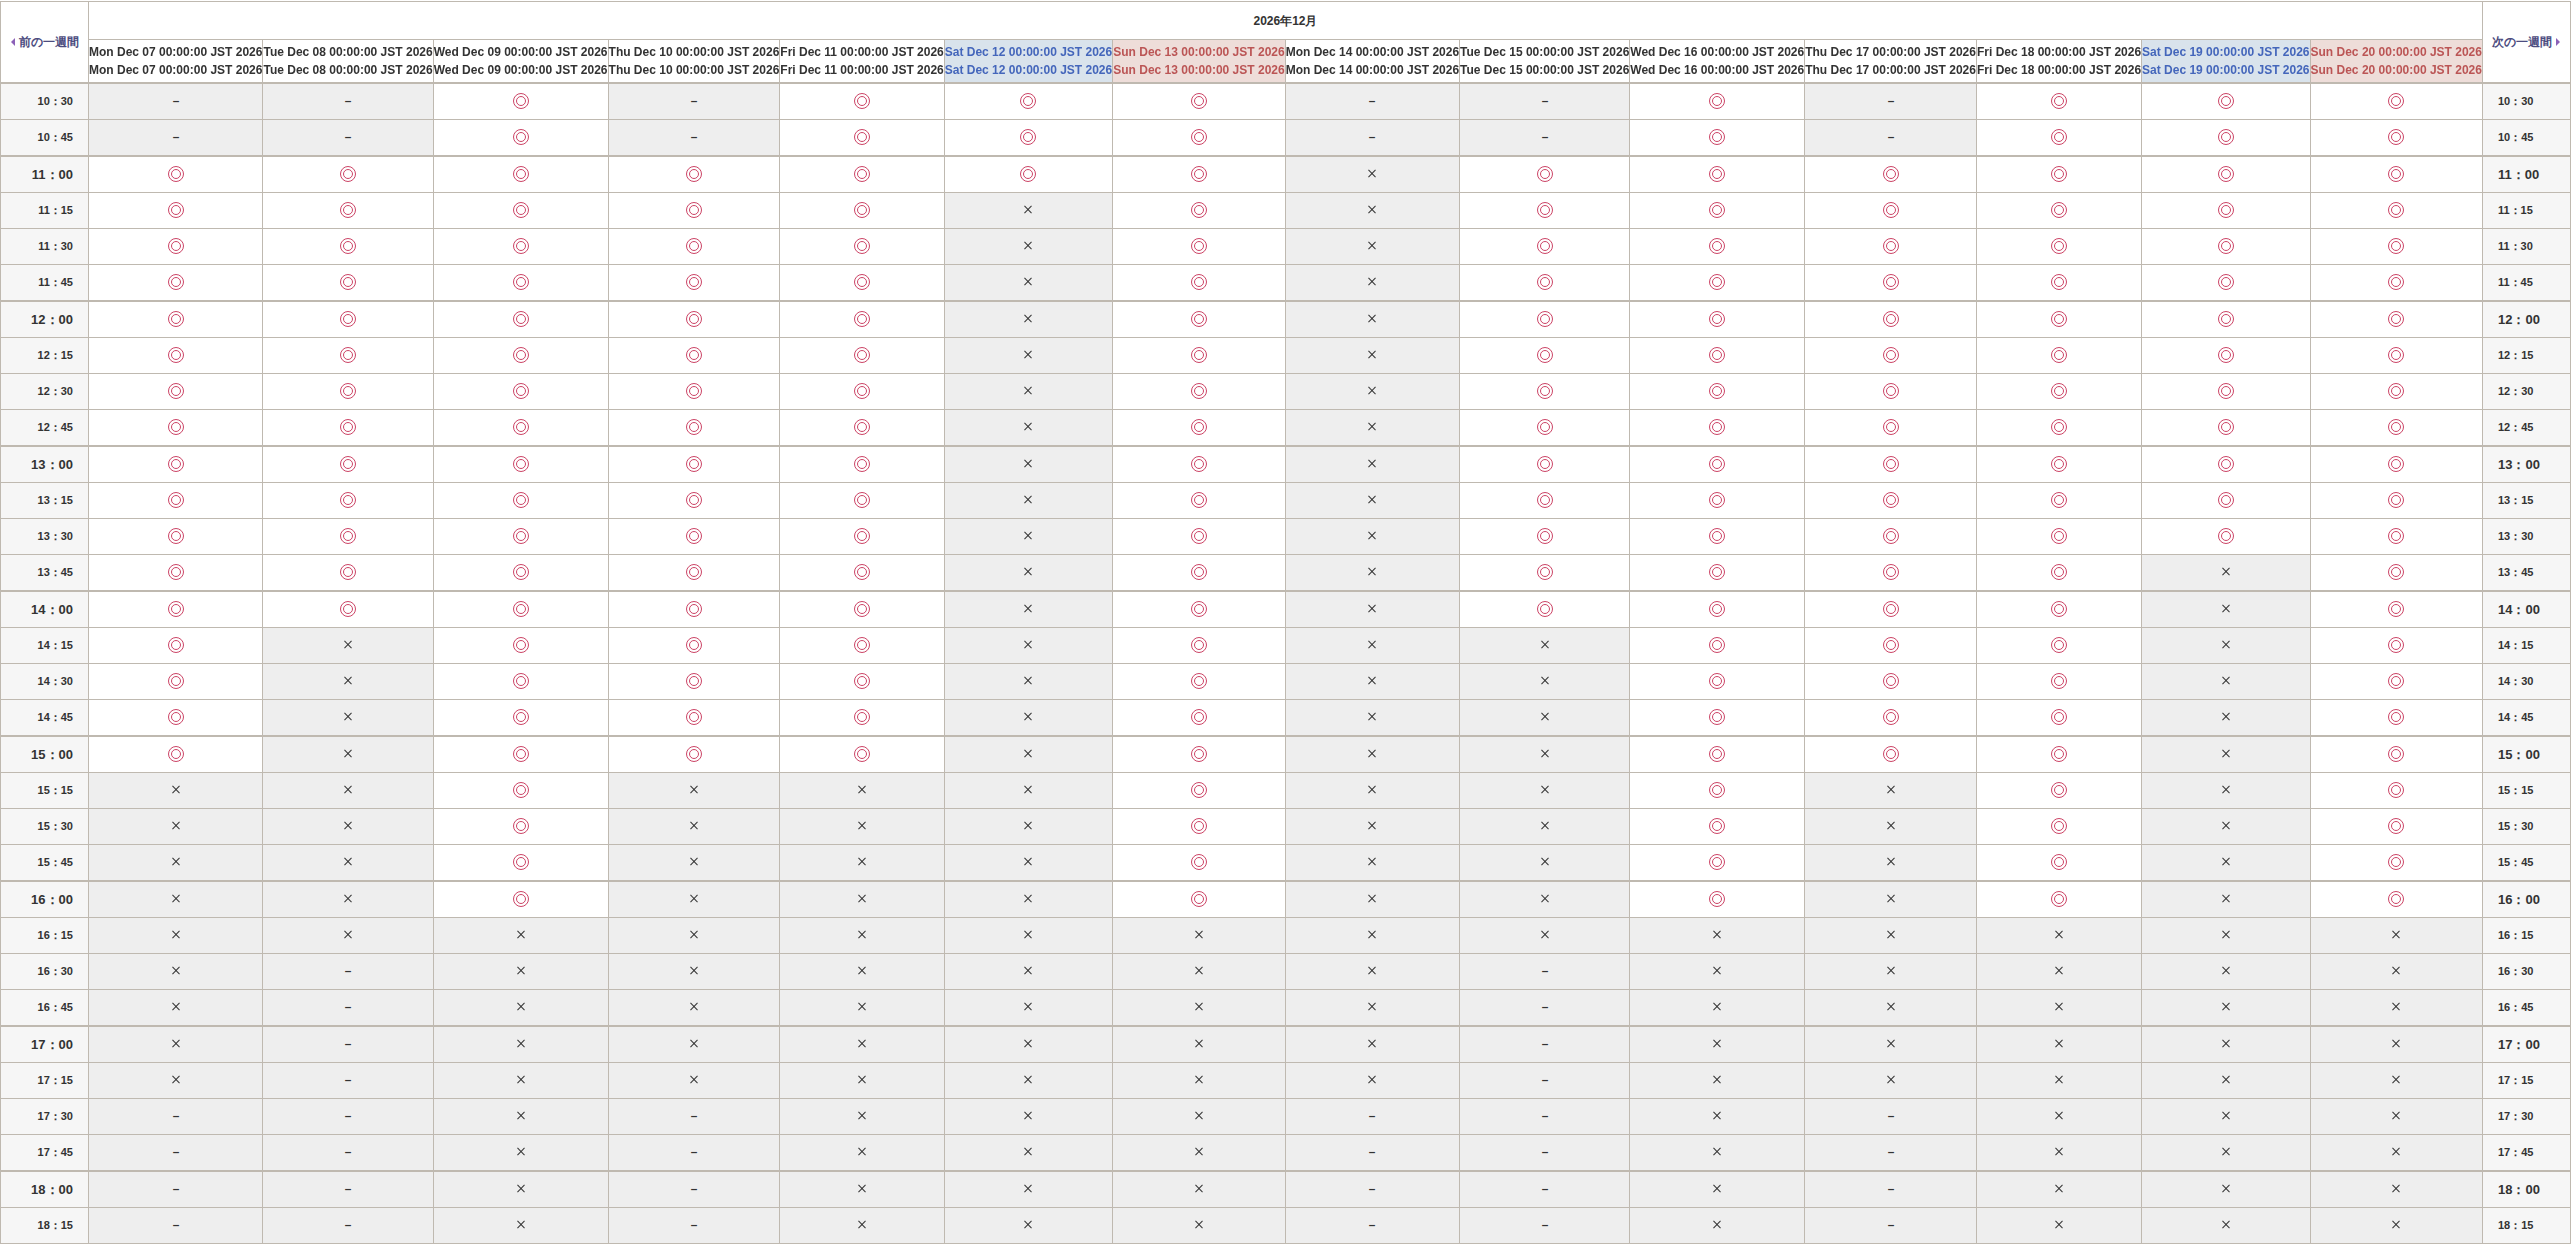 2026年12月
前の一週間
次の一週間
Mon Dec 07 00:00:00 JST 2026 Tue Dec 08 00:00:00 JST 2026 Wed Dec 09 00:00:00 JST 2026 Thu Dec 10 00:00:00 JST 2026 Fri Dec 11 00:00:00 JST 2026 Sat Dec 12 00:00:00 JST 2026 Sun Dec 13 00:00:00 JST 2026 Mon Dec 14 00:00:00 JST 2026 Tue Dec 15 00:00:00 JST 2026 Wed Dec 16 00:00:00 JST 2026 Thu Dec 17 00:00:00 JST 2026 Fri Dec 18 00:00:00 JST 2026 Sat Dec 19 00:00:00 JST 2026 Sun Dec 20 00:00:00 JST 2026
Mon Dec 07 00:00:00 JST 2026 Tue Dec 08 00:00:00 JST 2026 Wed Dec 09 00:00:00 JST 2026 Thu Dec 10 00:00:00 JST 2026 Fri Dec 11 00:00:00 JST 2026 Sat Dec 12 00:00:00 JST 2026 Sun Dec 13 00:00:00 JST 2026 Mon Dec 14 00:00:00 JST 2026 Tue Dec 15 00:00:00 JST 2026 Wed Dec 16 00:00:00 JST 2026 Thu Dec 17 00:00:00 JST 2026 Fri Dec 18 00:00:00 JST 2026 Sat Dec 19 00:00:00 JST 2026 Sun Dec 20 00:00:00 JST 2026
10：30 － － ◎ － ◎ ◎ ◎ － － ◎ － ◎ ◎ ◎ 10：30
10：45 － － ◎ － ◎ ◎ ◎ － － ◎ － ◎ ◎ ◎ 10：45
11：00 ◎ ◎ ◎ ◎ ◎ ◎ ◎ × ◎ ◎ ◎ ◎ ◎ ◎ 11：00
11：15 ◎ ◎ ◎ ◎ ◎ × ◎ × ◎ ◎ ◎ ◎ ◎ ◎ 11：15
11：30 ◎ ◎ ◎ ◎ ◎ × ◎ × ◎ ◎ ◎ ◎ ◎ ◎ 11：30
11：45 ◎ ◎ ◎ ◎ ◎ × ◎ × ◎ ◎ ◎ ◎ ◎ ◎ 11：45
12：00 ◎ ◎ ◎ ◎ ◎ × ◎ × ◎ ◎ ◎ ◎ ◎ ◎ 12：00
12：15 ◎ ◎ ◎ ◎ ◎ × ◎ × ◎ ◎ ◎ ◎ ◎ ◎ 12：15
12：30 ◎ ◎ ◎ ◎ ◎ × ◎ × ◎ ◎ ◎ ◎ ◎ ◎ 12：30
12：45 ◎ ◎ ◎ ◎ ◎ × ◎ × ◎ ◎ ◎ ◎ ◎ ◎ 12：45
13：00 ◎ ◎ ◎ ◎ ◎ × ◎ × ◎ ◎ ◎ ◎ ◎ ◎ 13：00
13：15 ◎ ◎ ◎ ◎ ◎ × ◎ × ◎ ◎ ◎ ◎ ◎ ◎ 13：15
13：30 ◎ ◎ ◎ ◎ ◎ × ◎ × ◎ ◎ ◎ ◎ ◎ ◎ 13：30
13：45 ◎ ◎ ◎ ◎ ◎ × ◎ × ◎ ◎ ◎ ◎ × ◎ 13：45
14：00 ◎ ◎ ◎ ◎ ◎ × ◎ × ◎ ◎ ◎ ◎ × ◎ 14：00
14：15 ◎ × ◎ ◎ ◎ × ◎ × × ◎ ◎ ◎ × ◎ 14：15
14：30 ◎ × ◎ ◎ ◎ × ◎ × × ◎ ◎ ◎ × ◎ 14：30
14：45 ◎ × ◎ ◎ ◎ × ◎ × × ◎ ◎ ◎ × ◎ 14：45
15：00 ◎ × ◎ ◎ ◎ × ◎ × × ◎ ◎ ◎ × ◎ 15：00
15：15 × × ◎ × × × ◎ × × ◎ × ◎ × ◎ 15：15
15：30 × × ◎ × × × ◎ × × ◎ × ◎ × ◎ 15：30
15：45 × × ◎ × × × ◎ × × ◎ × ◎ × ◎ 15：45
16：00 × × ◎ × × × ◎ × × ◎ × ◎ × ◎ 16：00
16：15 × × × × × × × × × × × × × × 16：15
16：30 × － × × × × × × － × × × × × 16：30
16：45 × － × × × × × × － × × × × × 16：45
17：00 × － × × × × × × － × × × × × 17：00
17：15 × － × × × × × × － × × × × × 17：15
17：30 － － × － × × × － － × － × × × 17：30
17：45 － － × － × × × － － × － × × × 17：45
18：00 － － × － × × × － － × － × × × 18：00
18：15 － － × － × × × － － × － × × × 18：15